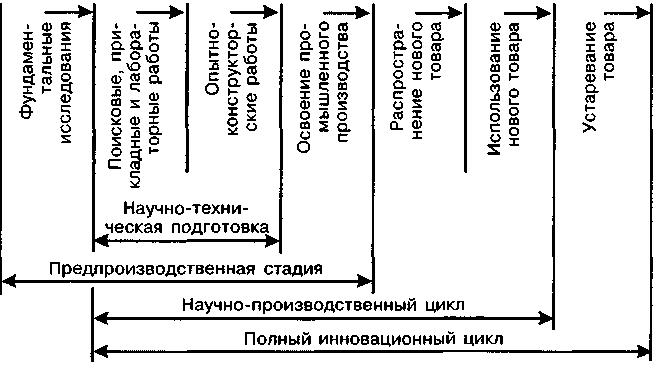 Фундамен-
тальные
исследования
Поисковые, при-
кладные и лабора-
торные работы
Опытно-
конструктор-
ские работы
Освоение про-
мышленного
производства
Распростра-
нение нового
товара
Использование
нового товара
Устаревание
товара
Научно-техни-
ческая подготовка
Предпроизводственная стадия
Научно-производственный цикл
Полный инновационный цикл